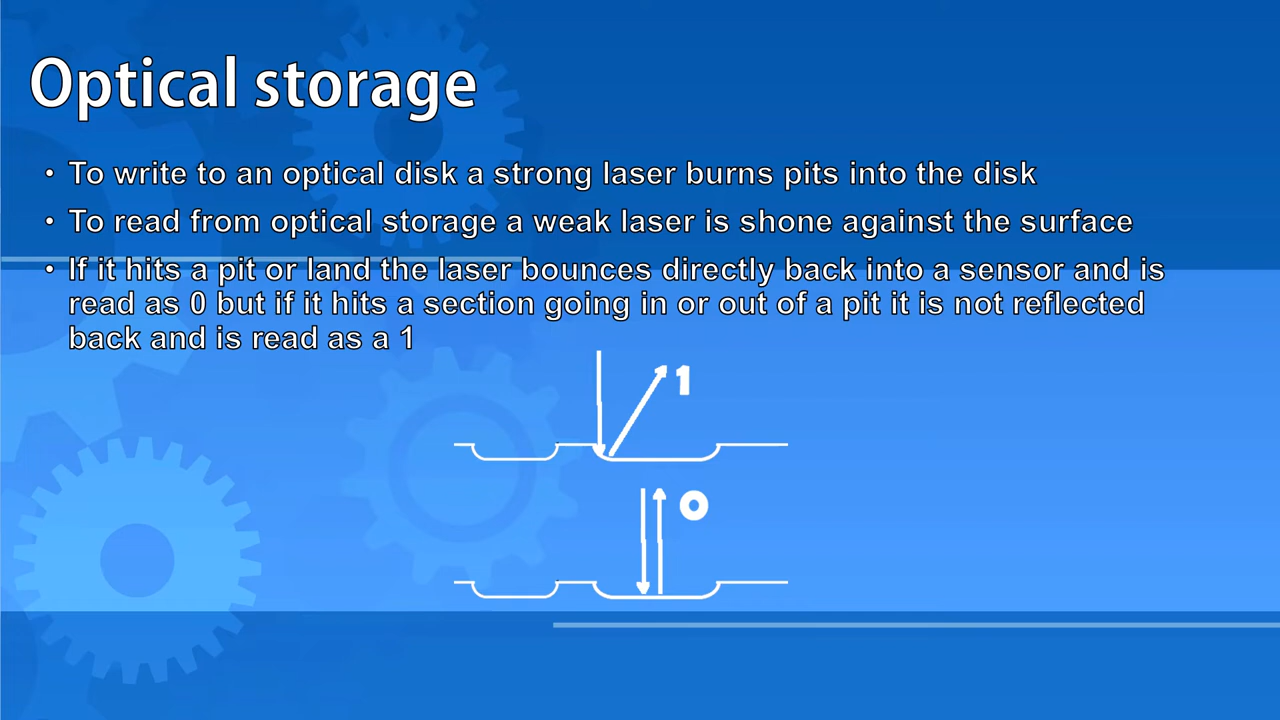 Optical storage
• To write to an optical disk a strong laser burns pits into the disk
• To read from optical storage a weak laser is shone against the surface
• If it hits a pit or land the laser bounces directly back into a sensor and is
read as 0 but if it hits a section going in or out of a pit it is not reflected
back and is read as a 1
1
0